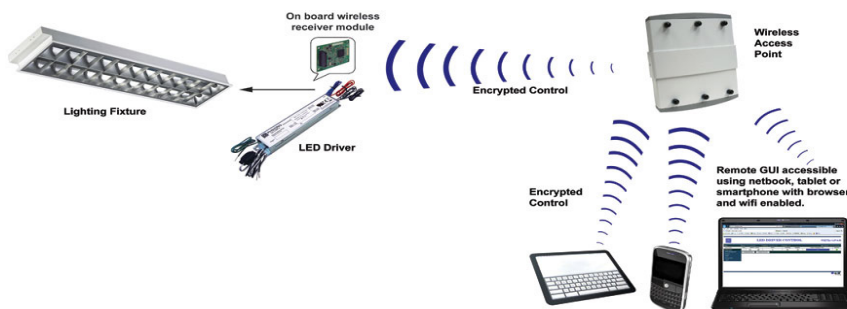 On board wireless
receiver module
Wireless
Access
Point
Encrypted Control
Lighting Fixture
LED Driver
Encrypted
Control
Remote GUI accessible
using netbook, tablet or
smartphone with browser
and wifi enabled.